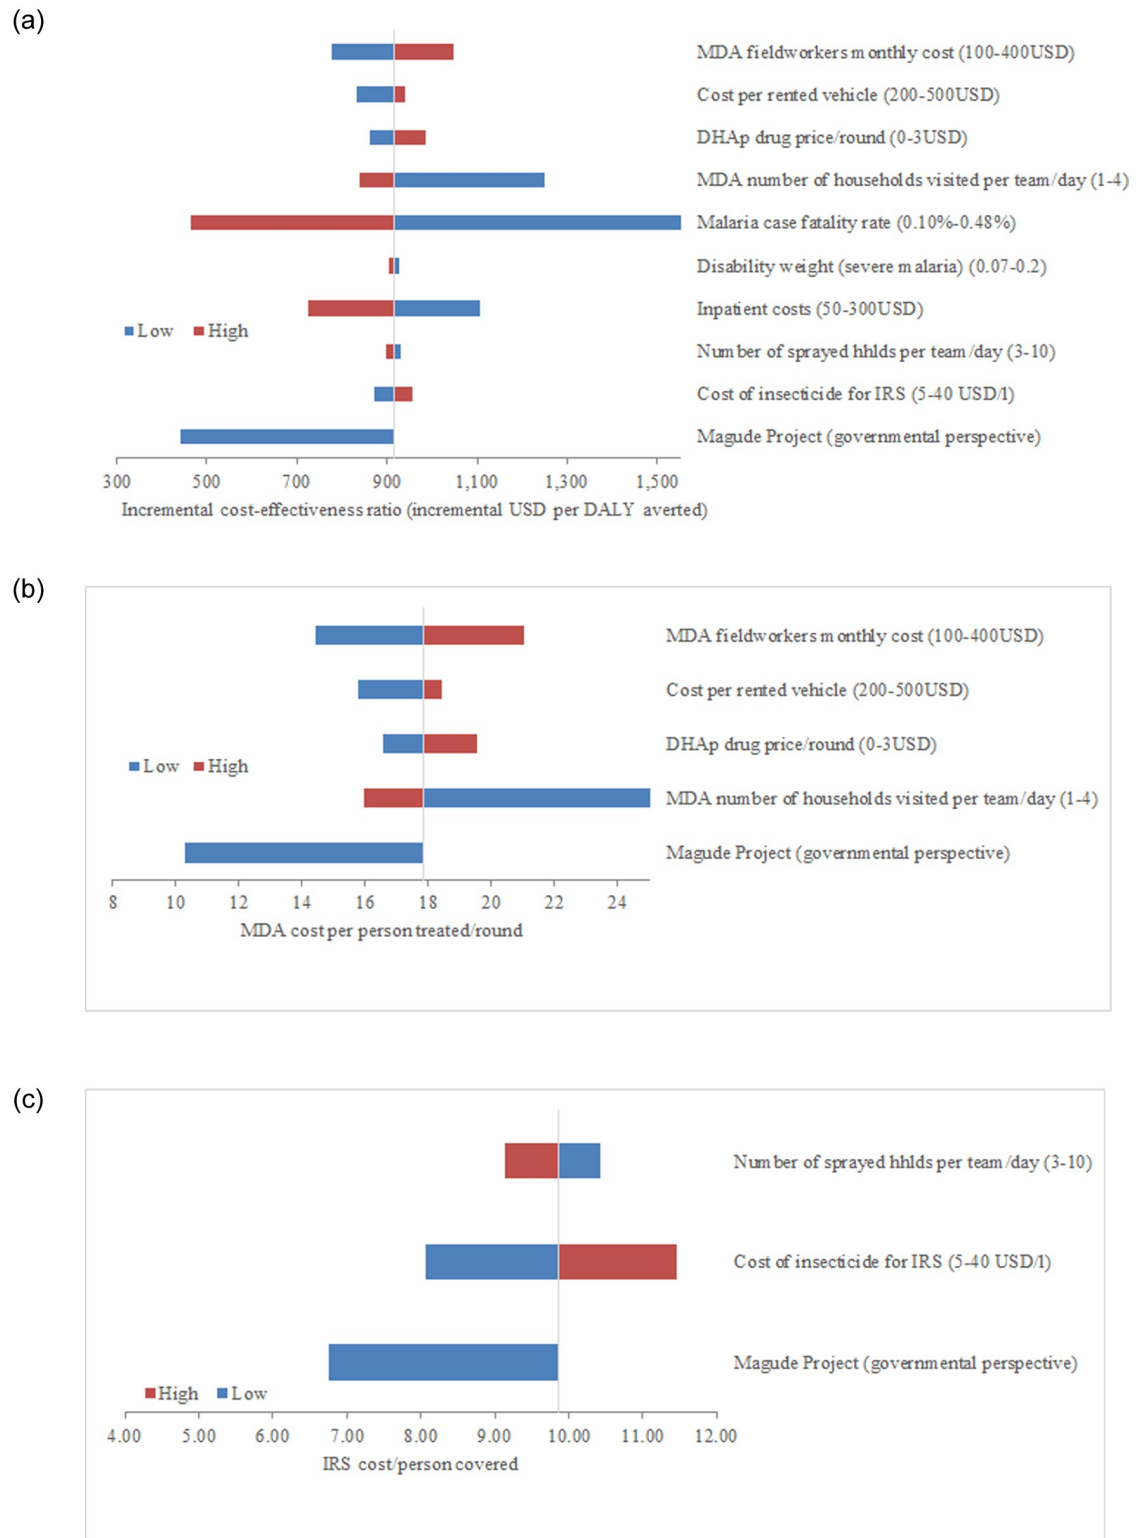 (a)
MDA fieldworkers monthly cost (100-400USD)
Cost per rented vehicle (200-500USD)
DHAp drug price/round (0-3USD)
MDA number of households visited per team/day (1-4)
Malaria case fatality rate (0.10%-0.48%)
Disability weight (severe malaria) (0.07-0.2)
Inpatient costs (50-300USD)
Low High
Number of sprayed hhlds per team/day (3-10)
Cost of insecticide for IRS (5-40 USD/l)
Magude Project (governmental perspective)
300 500 700 900 1,100 1,300 1,500
Incremental cost-effectiveness ratio (incremental USD per DALY averted)
(b)
MDA fieldworkers monthly cost (100-400USD)
Cost per rented vehicle (200-500USD)
DHAp drug price/round (0-3USD)
Low High
MDA number of households visited per team/day (1-4)
Magude Project (governmental perspective)
8 10 12 14 16 18 20 22 24
MDA cost per person treated/round
(c)
Number of sprayed hhlds per team/day (3-10)
Cost of insecticide for IRS (5-40 USD/l)
Magude Project (governmental perspective)
High Low
4.00 5.00 6.00 7.00 8.00 9.00 10.00 11.00 12.00
IRS cost/person covered